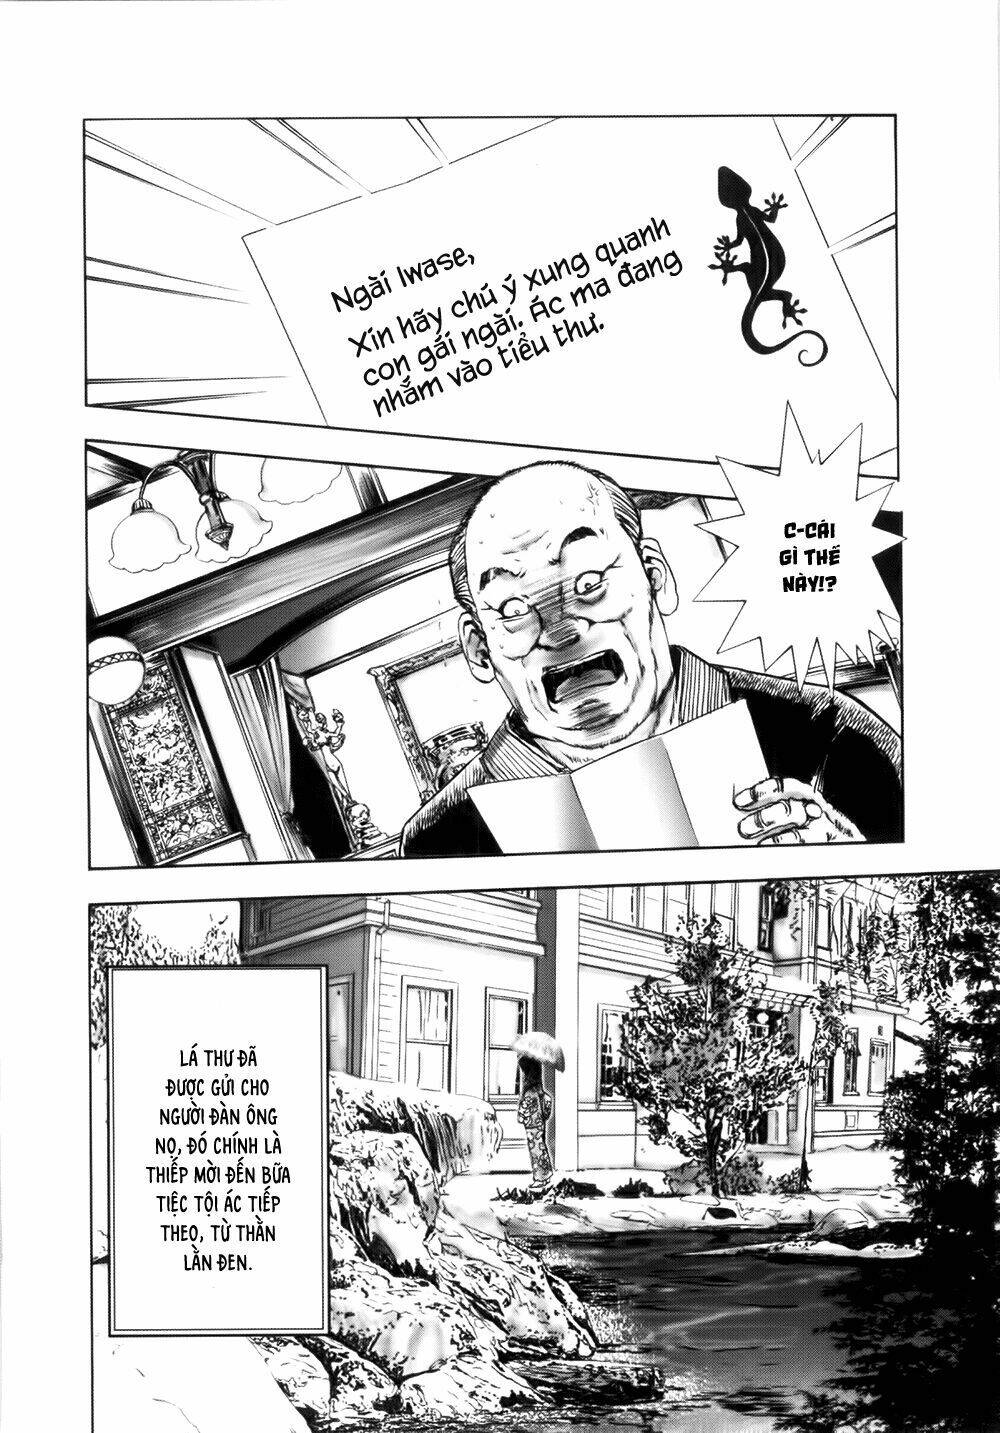 Ngài Iwase,
Xin hãy chú ý xung quanh
con gái ngài. Ác ma đang
nhắm vào tiểu thư.
C-CÁI
GÌ THẾ
NÀY!?
LÁ THƯ ĐÃ
ĐƯỢC GỬI CHO
NGƯỜI ĐÀN ÔNG
NỌ, ĐÓ CHÍNH LÀ
THIẾP MỜI ĐẾN BỮA
TIỆC TỘI ÁC TIẾP
THEO, TỪ THẰN
LẰN ĐEN.